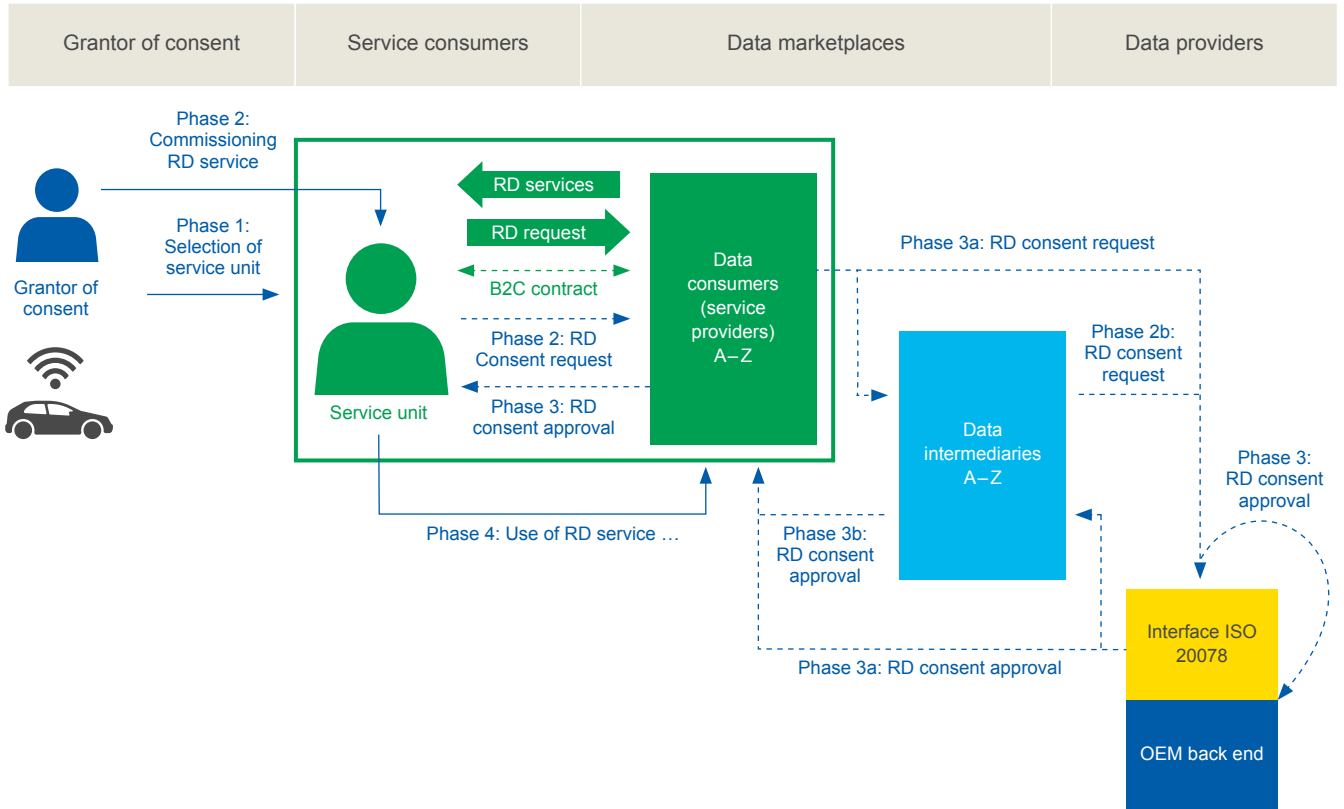 Grantor of consent
Service consumers
Data marketplaces
Data providers
Phase 2:
Commissioning
RD service
Phase 1:
Selection of
service unit
Grantor of
consent
RD services
RD request
B2C contract
Phase 2: RD
Consent request
Phase 3: RD
consent approval
Service unit
Data
consumers
(service
providers)
A–Z
Phase 3a: RD consent request
Phase 2b:
RD consent
request
Data
intermediaries
A–Z
Phase 3:
RD consent
approval
Phase 4: Use of RD service …
Phase 3b:
RD consent
approval
Phase 3a: RD consent approval
Interface ISO
20078
OEM back end